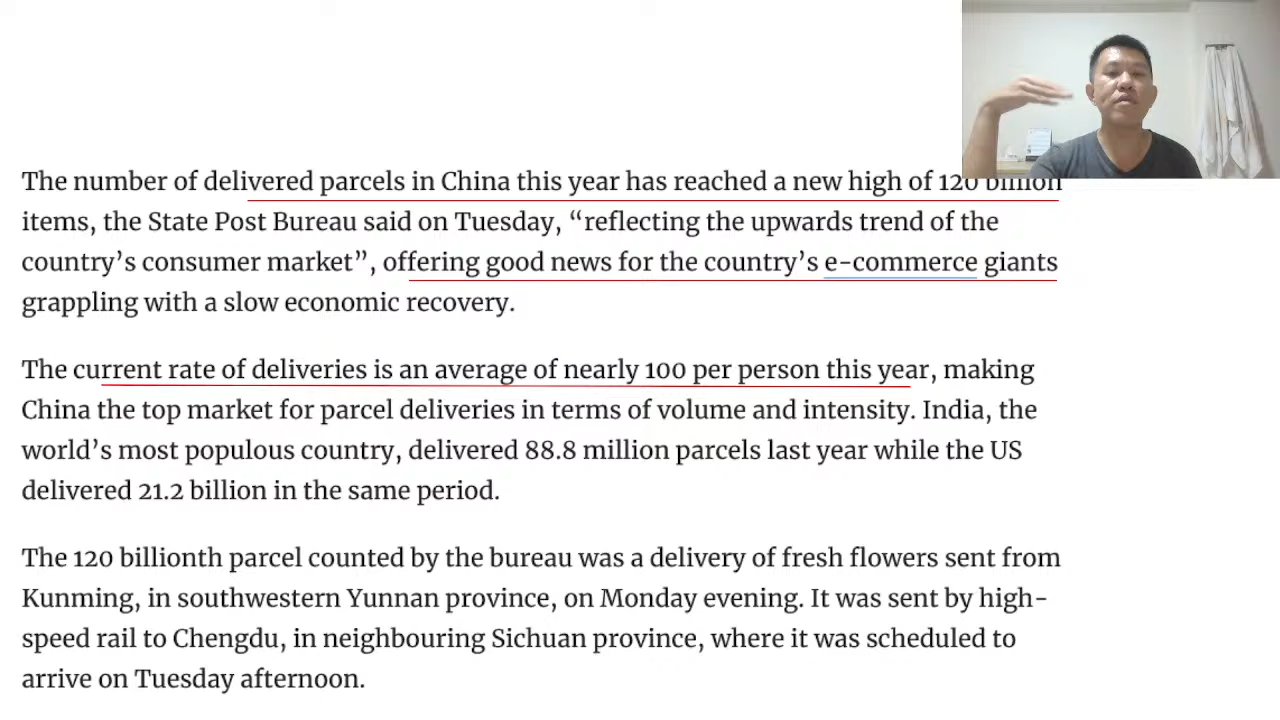 The number of delivered parcels in China this year has reached a new high of 120 billion
items, the State Post Bureau said on Tuesday, “reflecting the upwards trend of the
country’s consumer market”, offering good news for the country’s e-commerce giants
grappling with a slow economic recovery.
The current rate of deliveries is an average of nearly 100 per person this year, making
China the top market for parcel deliveries in terms of volume and intensity. India, the
world’s most populous country, delivered 88.8 million parcels last year while the US
delivered 21.2 billion in the same period.
The 120 billionth parcel counted by the bureau was a delivery of fresh flowers sent from
Kunming, in southwestern Yunnan province, on Monday evening. It was sent by high-
speed rail to Chengdu, in neighbouring Sichuan province, where it was scheduled to
arrive on Tuesday afternoon.